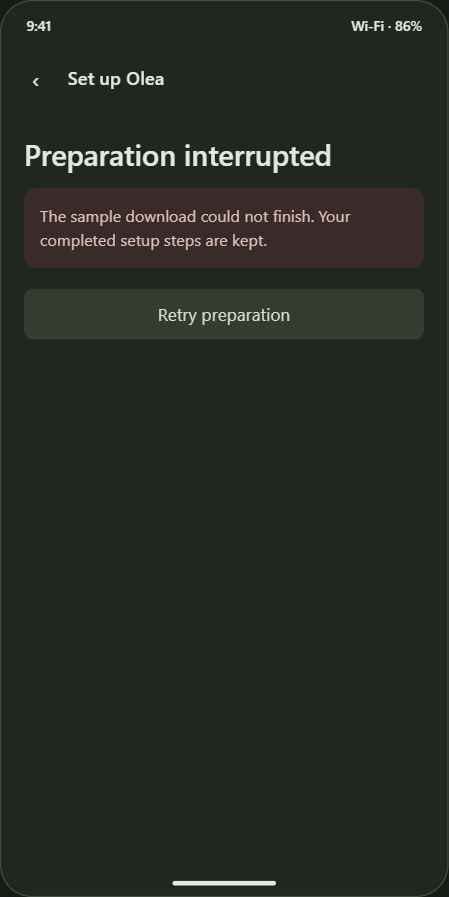 9:41 Wi-Fi · 86%
‹ Set up Olea
Preparation interrupted
The sample download could not finish. Your
completed setup steps are kept.
Retry preparation